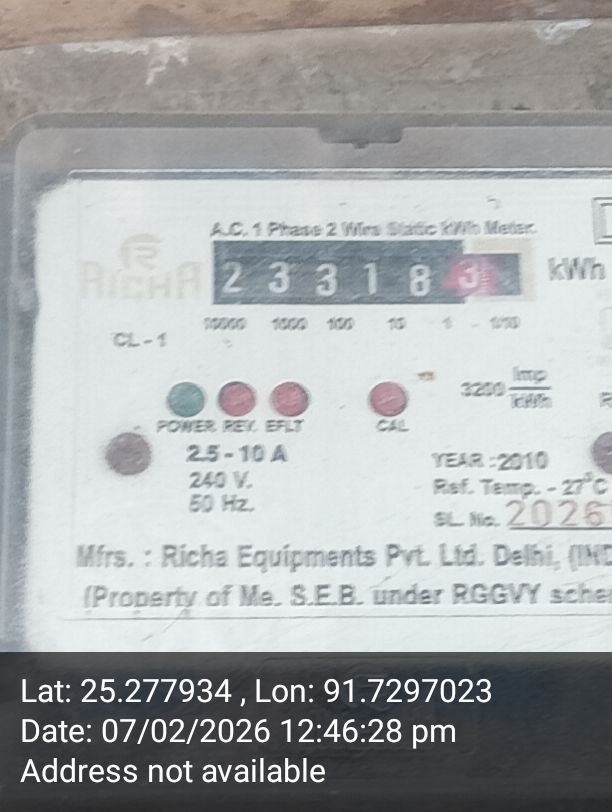 A.C. 1 Phase 2 Wire Static kWh Meter.
RICHA
2 3 3 1 8 3 kWh
10000 1000 100 10 1 - 1/10
CL - 1
3200 Imp
kWh
POWER REV. EFLT CAL
2.5 - 10 A
240 V.
50 Hz.
YEAR : 2010
Ref. Temp. - 27°C
SL. No. 2026
Mfrs. : Richa Equipments Pvt. Ltd. Delhi,
(Property of Me. S.E.B. under RGGVY
Lat: 25.277934 , Lon: 91.7297023
Date: 07/02/2026 12:46:28 pm
Address not available